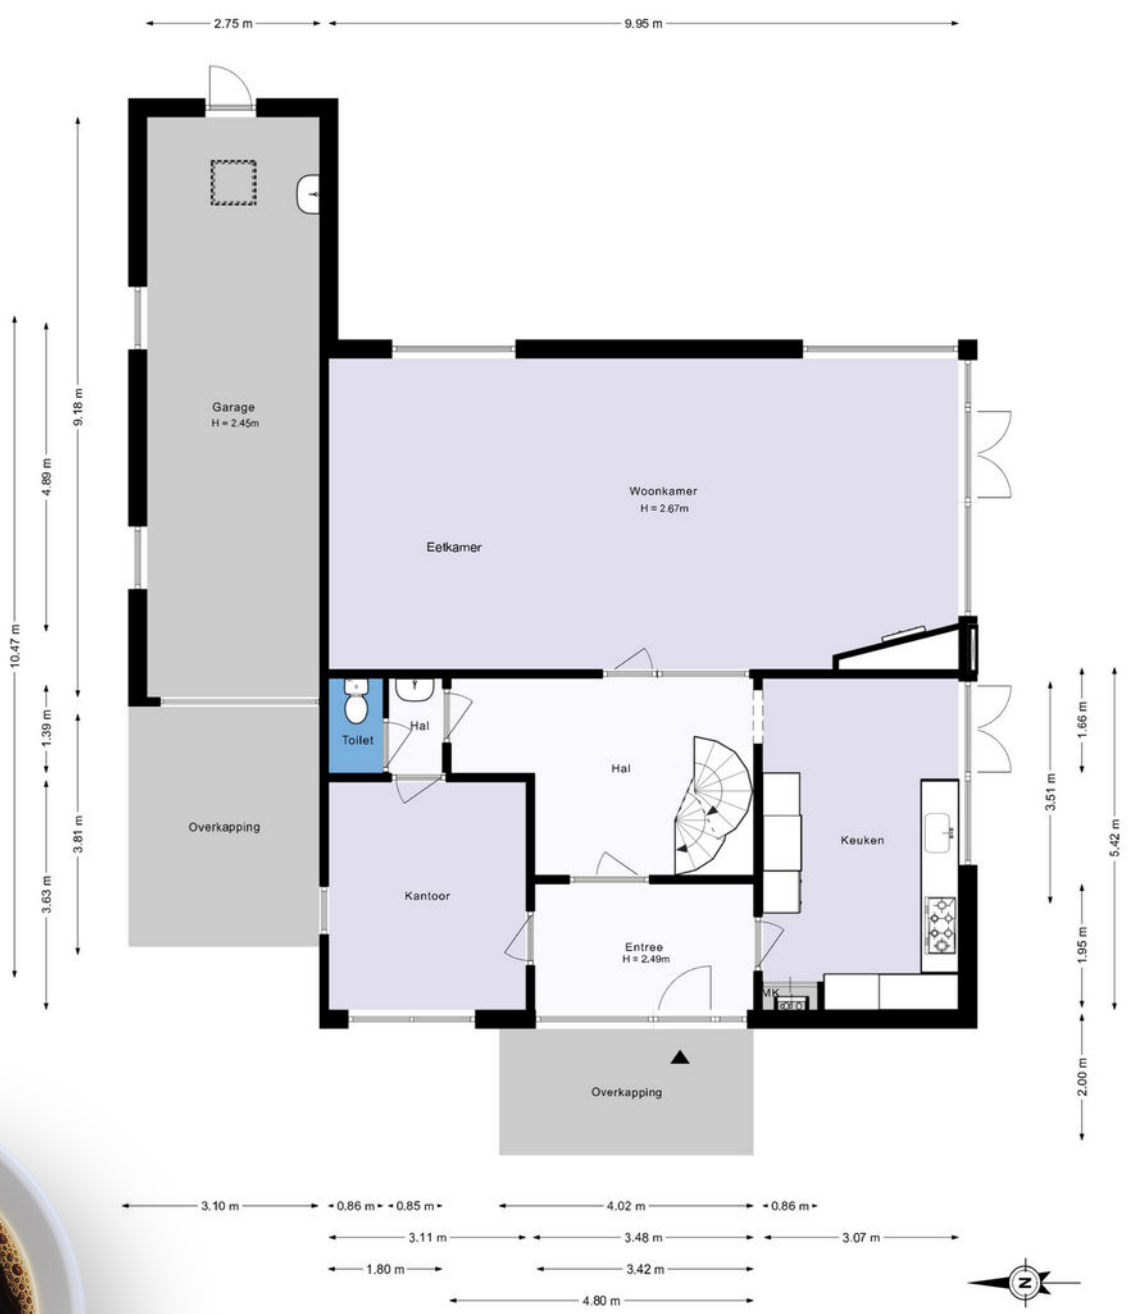 2.75 m
9.95 m
9.18 m
4.89 m
10.47 m
1.39 m
3.81 m
3.63 m
Garage
H = 2.45m
Woonkamer
H = 2.67m
Eetkamer
Toilet
Hal
Hal
Overkapping
Kantoor
Keuken
Entree
H = 2.49m
MK
Overkapping
1.66 m
3.51 m
5.42 m
1.95 m
2.00 m
3.10 m
0.86 m
0.85 m
4.02 m
0.86 m
3.11 m
3.48 m
3.07 m
1.80 m
3.42 m
4.80 m
N